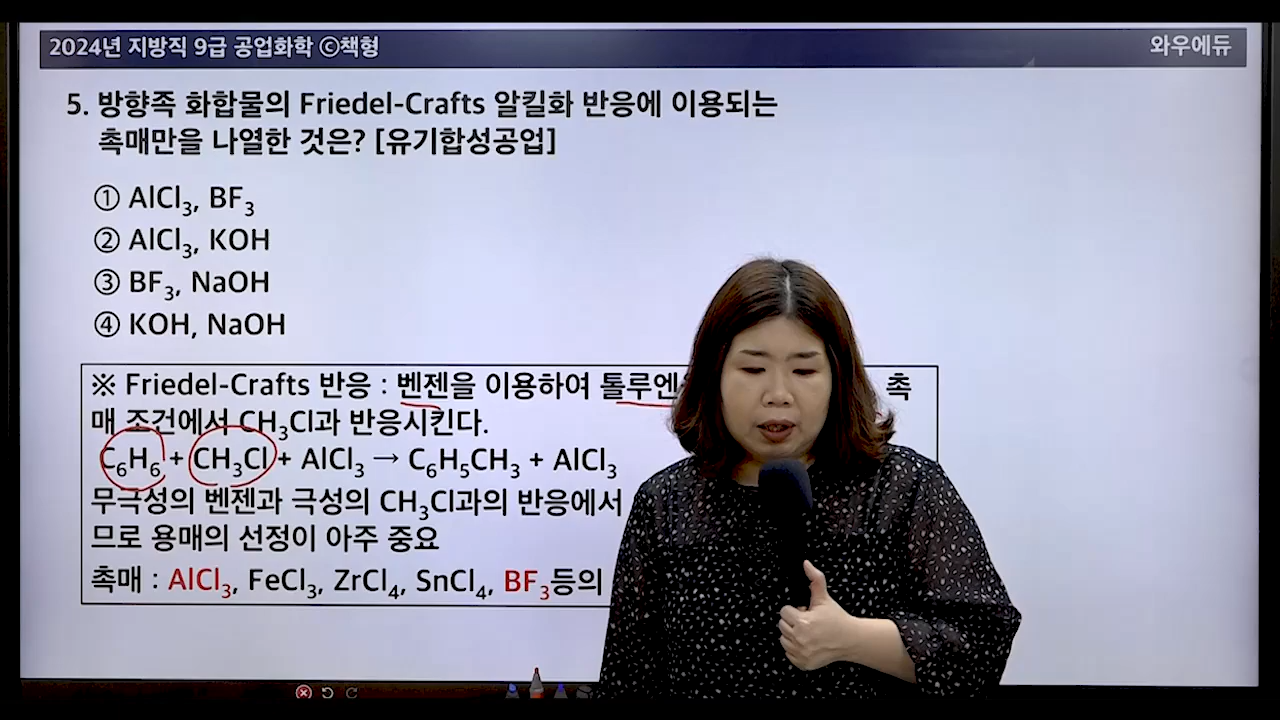 2024년 지방직 9급 공업화학 ⓒ책형
와우에듀
5. 방향족 화합물의 Friedel-Crafts 알킬화 반응에 이용되는
촉매만을 나열한 것은? [유기합성공업]
① AlCl₃, BF₃
② AlCl₃, KOH
③ BF₃, NaOH
④ KOH, NaOH
※ Friedel-Crafts 반응 : 벤젠을 이용하여 톨루엔 촉
매 조건에서 CH₃Cl과 반응시킨다.
C₆H₆ + CH₃Cl + AlCl₃ → C₆H₅CH₃ + AlCl₃
무극성의 벤젠과 극성의 CH₃Cl과의 반응에서
므로 용매의 선정이 아주 중요
촉매 : AlCl₃, FeCl₃, ZrCl₄, SnCl₄, BF₃등의